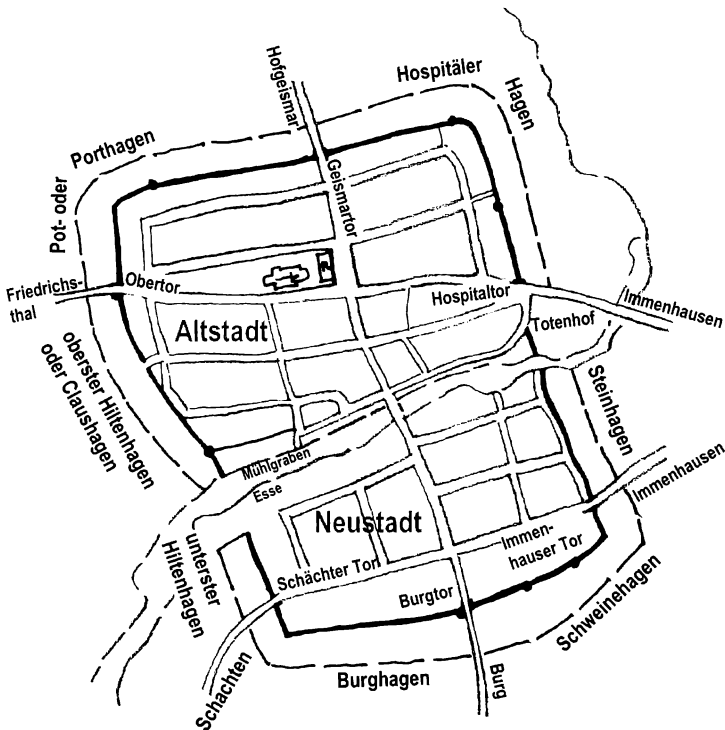 Hofgeismar
Hospitäler
Hagen
Porthagen
Pot- oder
Geismartor
Friedrichs-
thal
Obertor
Hospitaltor
Immenhausen
Totenhof
Altstadt
oberster Hiltenhagen
oder Claushagen
Steinhagen
Mühlgraben
Esse
Immenhausen
Neustadt
Immen-
hauser Tor
unterster
Hiltenhagen
Schächter Tor
Burgtor
Schweinehagen
Schachten
Burghagen
Burg